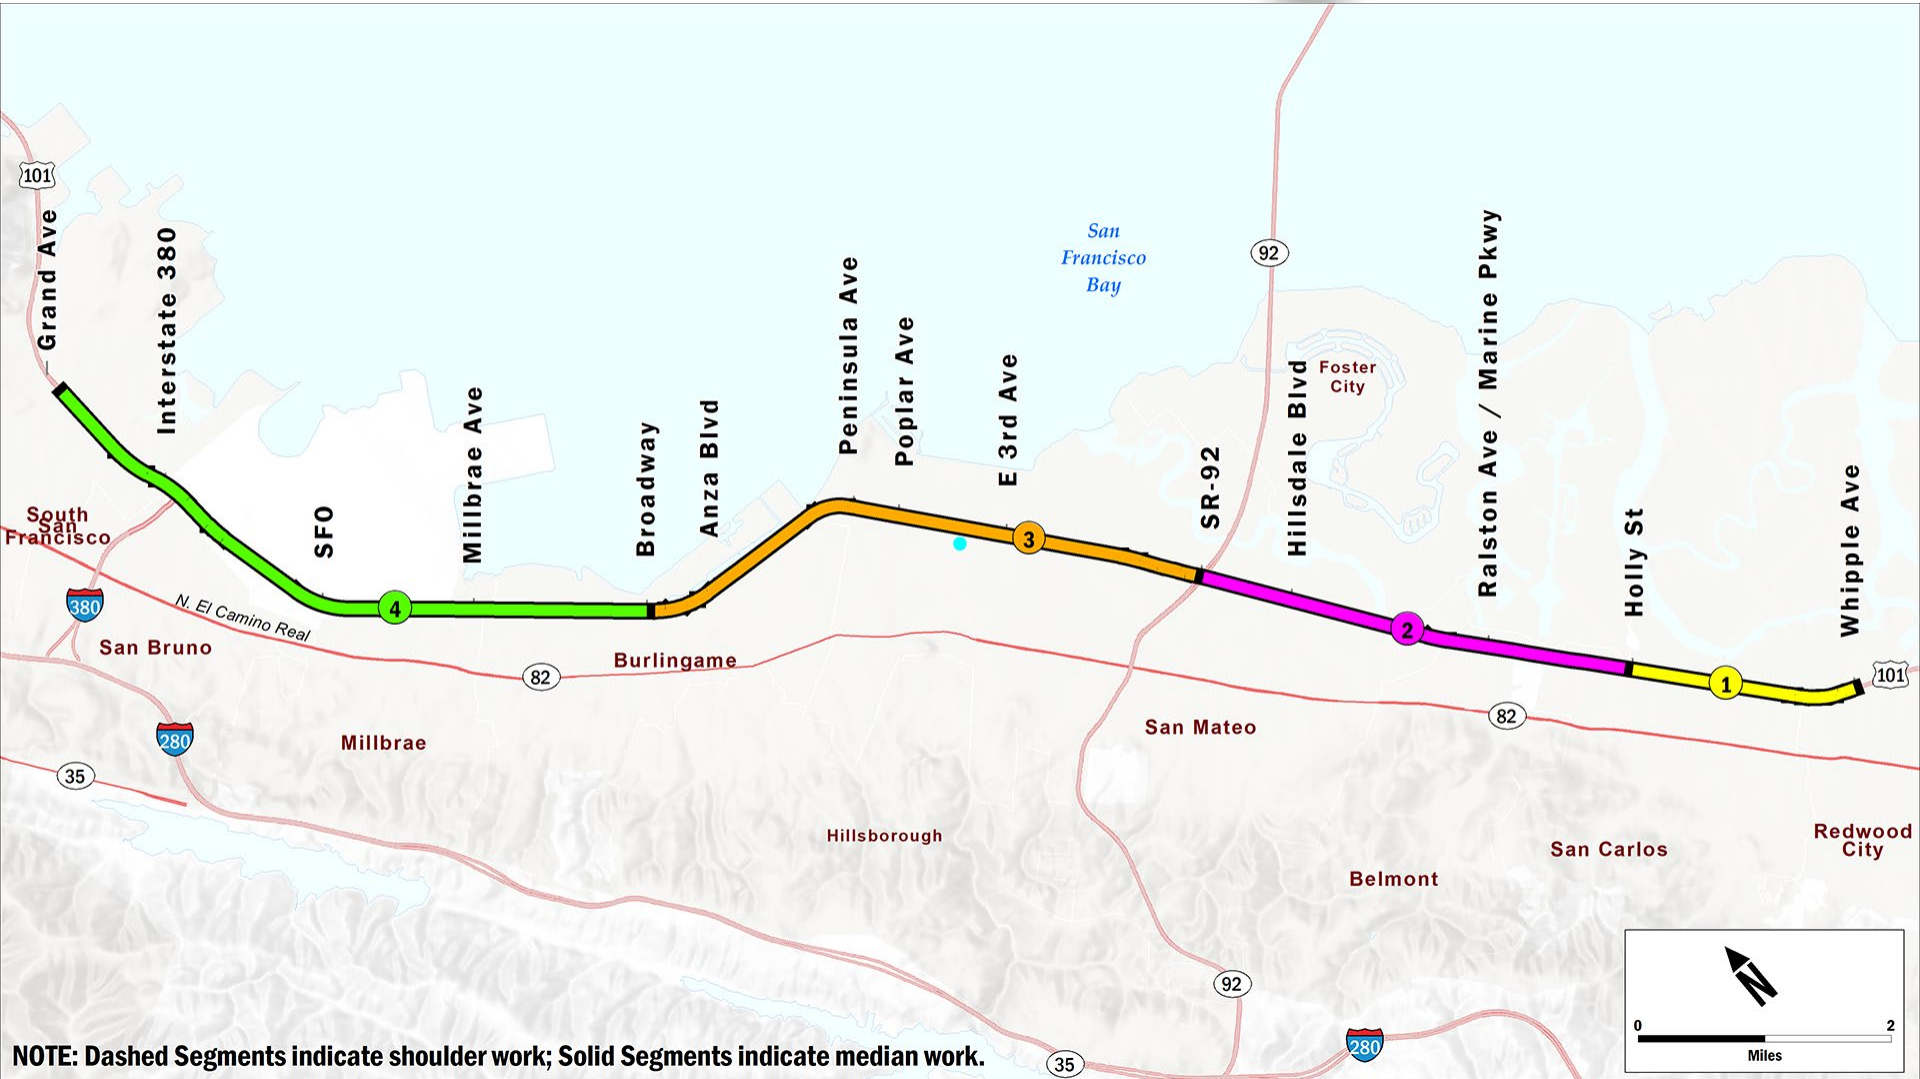 101
Grand Ave
Interstate 380
SFO
Millbrae Ave
Broadway
Anza Blvd
Peninsula Ave
Poplar Ave
E 3rd Ave
San
Francisco
Bay
SR-92
92
Hillsdale Blvd
Foster
City
Ralston Ave / Marine Pkwy
Holly St
Whipple Ave
101
South
San
Francisco
380
N. El Camino Real
San Bruno
4
3
2
1
82
Burlingame
82
280
35
Millbrae
San Mateo
Hillsborough
Belmont
San Carlos
Redwood
City
92
35
280
N
0
2
Miles
NOTE: Dashed Segments indicate shoulder work; Solid Segments indicate median work.